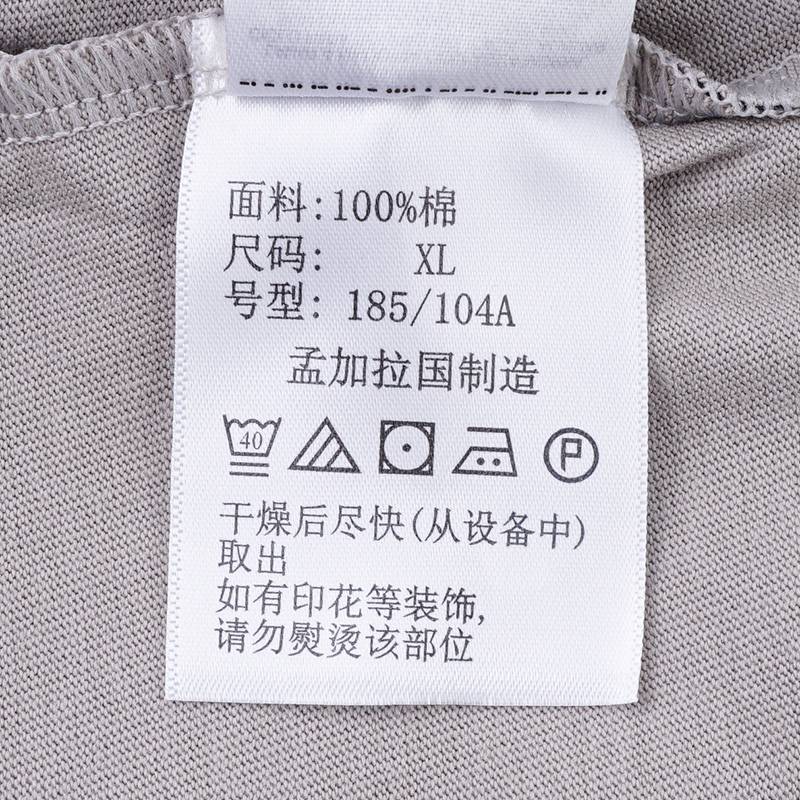 面料:100%棉
尺码: XL
号型: 185/104A
孟加拉国制造
40 P
干燥后尽快(从设备中)
取出
如有印花等装饰,
请勿熨烫该部位